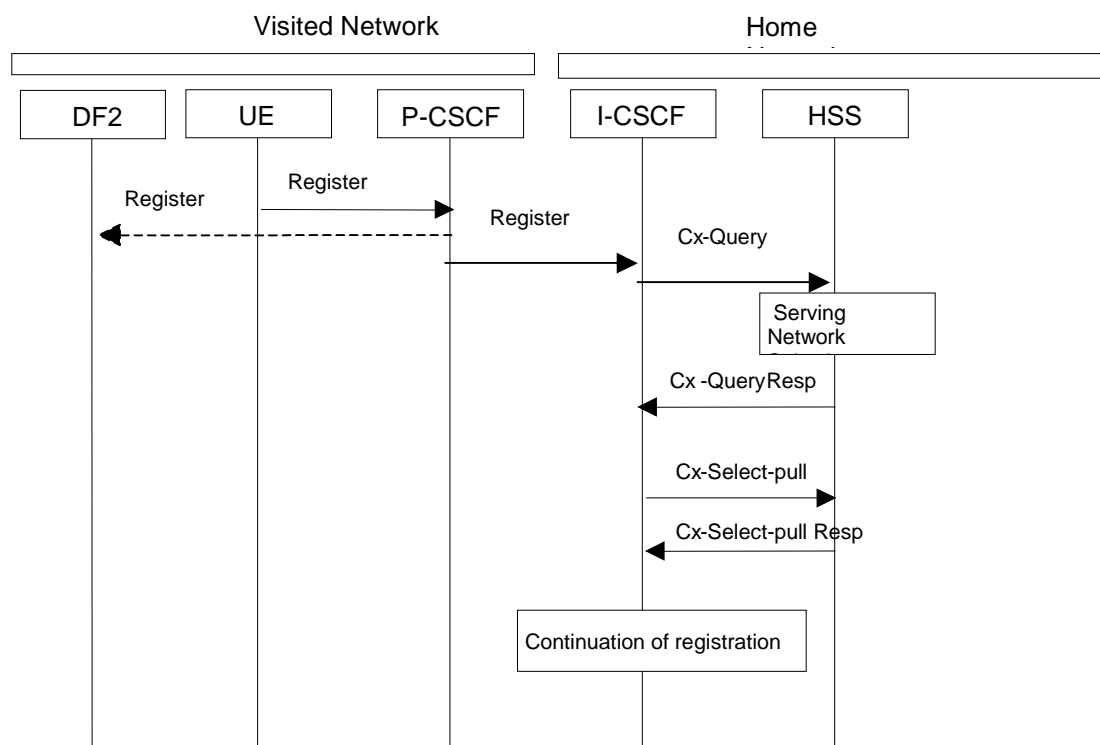 Visited Network
Home
DF2
UE
P-CSCF
I-CSCF
HSS
Register
Register
Register
Cx-Query
Serving
Network
Cx -QueryResp
Cx-Select-pull
Cx-Select-pull Resp
Continuation of registration